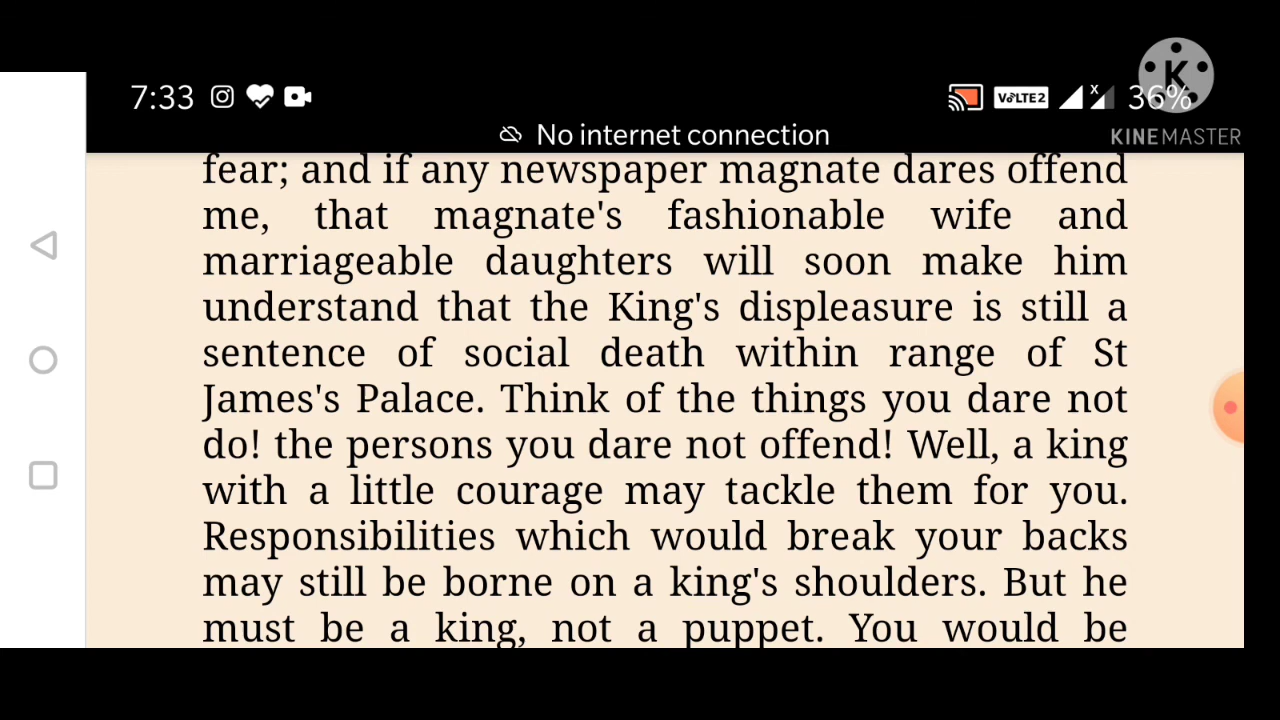 7:33
VoLTE2
X
36%
K
No internet connection
KINEMASTER
fear; and if any newspaper magnate dares offend
me, that magnate's fashionable wife and
marriageable daughters will soon make him
understand that the King's displeasure is still a
sentence of social death within range of St
James's Palace. Think of the things you dare not
do! the persons you dare not offend! Well, a king
with a little courage may tackle them for you.
Responsibilities which would break your backs
may still be borne on a king's shoulders. But he
must be a king, not a puppet. You would be